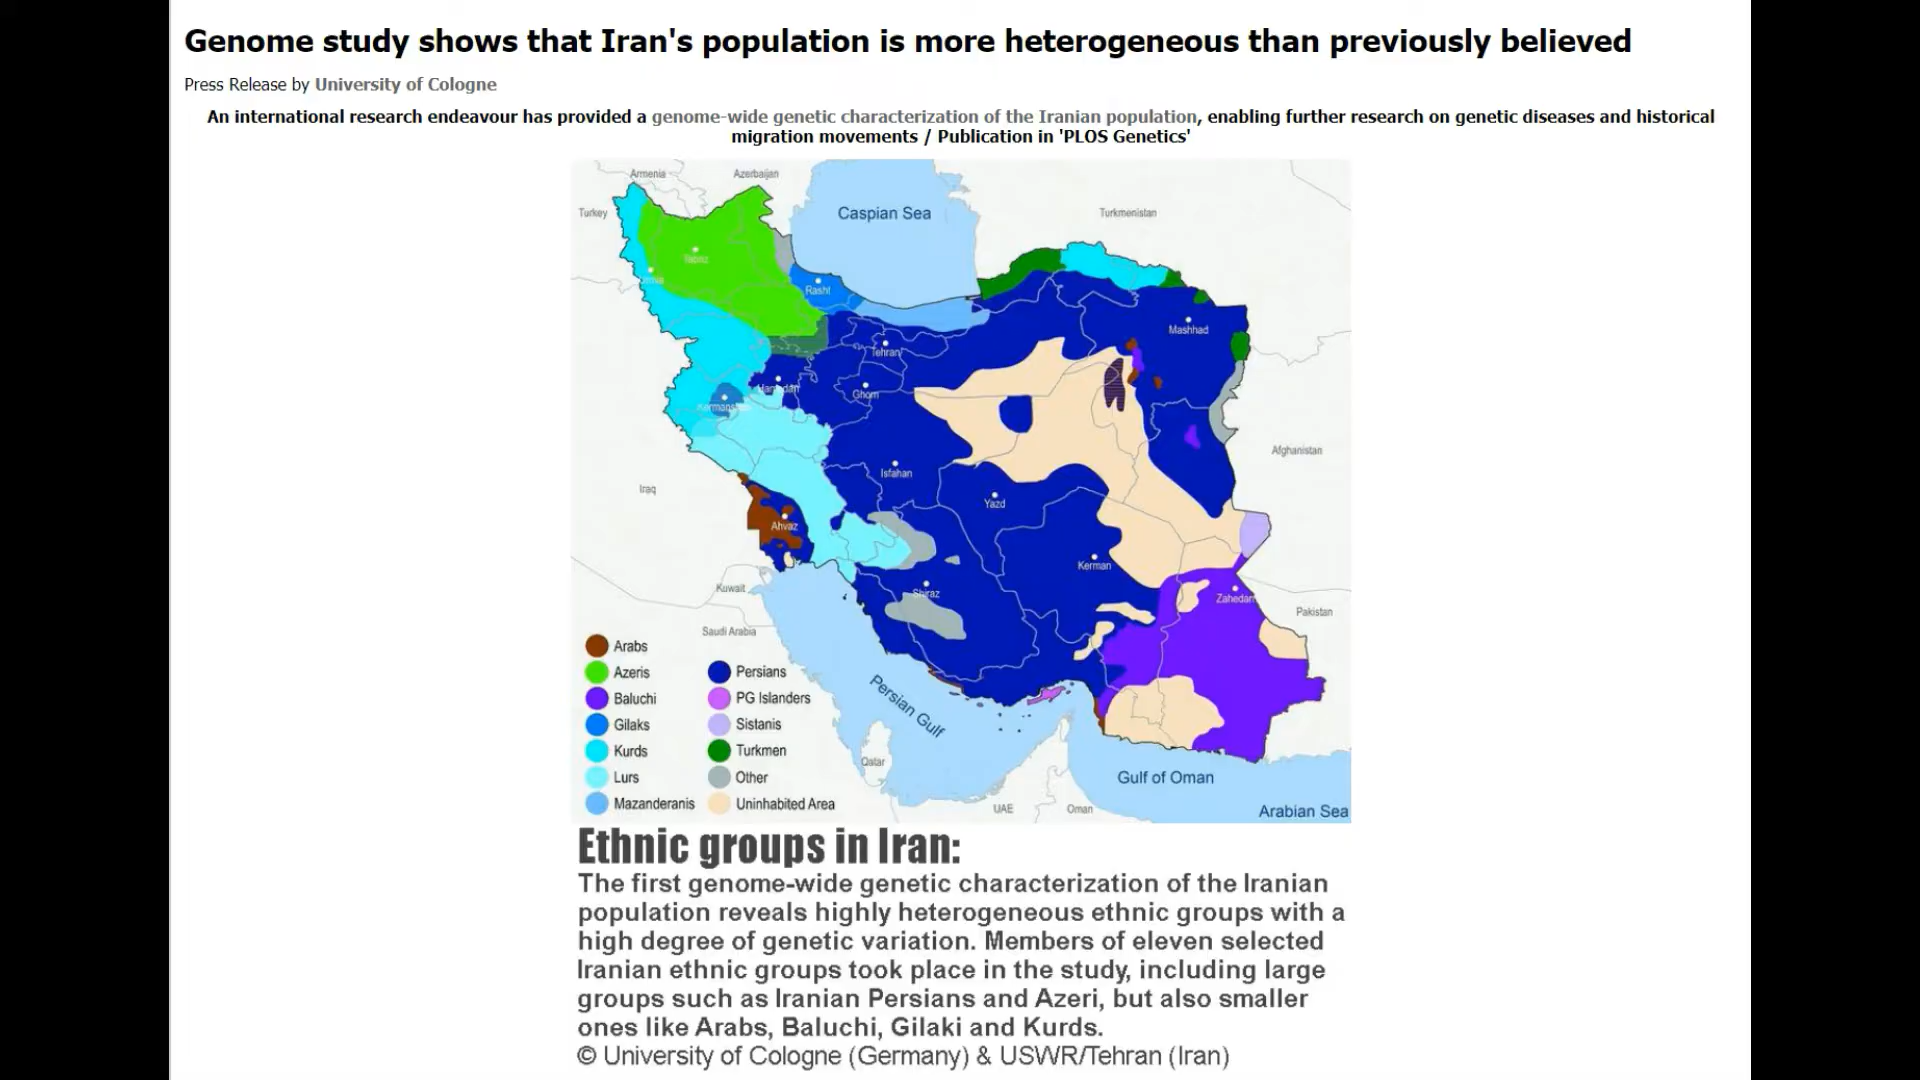 Genome study shows that Iran's population is more heterogeneous than previously believed
Press Release by University of Cologne
An international research endeavour has provided a genome-wide genetic characterization of the Iranian population, enabling further research on genetic diseases and historical
migration movements / Publication in 'PLOS Genetics'
Armenia
Azerbaijan
Turkey
Caspian Sea
Turkmenistan
Tabriz
Rasht
Mashhad
Tehran
Ghom
Afghanistan
Isfahan
Iraq
Yazd
Ahvaz
Kerman
Kuwait
Shiraz
Zahedan
Pakistan
Saudi Arabia
Persian Gulf
Qatar
UAE
Oman
Gulf of Oman
Arabian Sea
Arabs
Azeris
Baluchi
Gilaks
Kurds
Lurs
Mazanderanis
Persians
PG Islanders
Sistanis
Turkmen
Other
Uninhabited Area
Ethnic groups in Iran:
The first genome-wide genetic characterization of the Iranian
population reveals highly heterogeneous ethnic groups with a
high degree of genetic variation. Members of eleven selected
Iranian ethnic groups took place in the study, including large
groups such as Iranian Persians and Azeri, but also smaller
ones like Arabs, Baluchi, Gilaki and Kurds.
© University of Cologne (Germany) & USWR/Tehran (Iran)